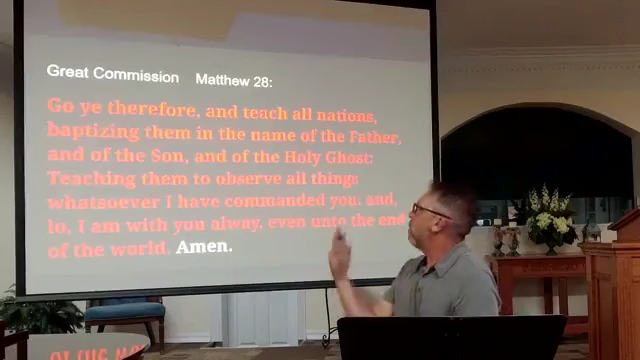 Great Commission Matthew 28:
Go ye therefore, and teach all nations,
baptizing them in the name of the Father,
and of the Son, and of the Holy Ghost:
Teaching them to observe all things
whatsoever I have commanded you: and,
lo, I am with you alway, even unto the end
of the world. Amen.